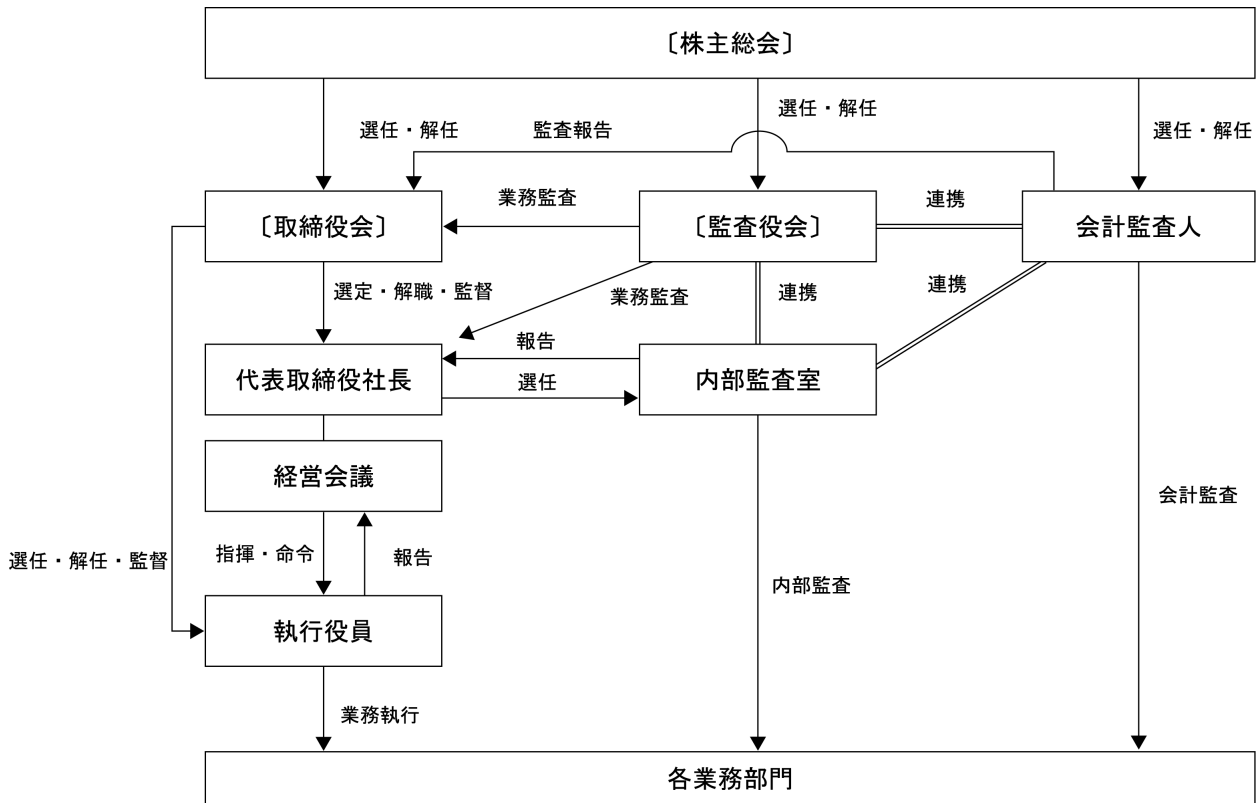 〔株主総会〕
選任・解任
選任・解任
選任・解任
監査報告
〔取締役会〕
業務監査
〔監査役会〕
連携
会計監査人
選定・解職・監督
業務監査
連携
連携
報告
代表取締役社長
選任
内部監査室
経営会議
会計監査
選任・解任・監督
指揮・命令
報告
内部監査
執行役員
業務執行
各業務部門